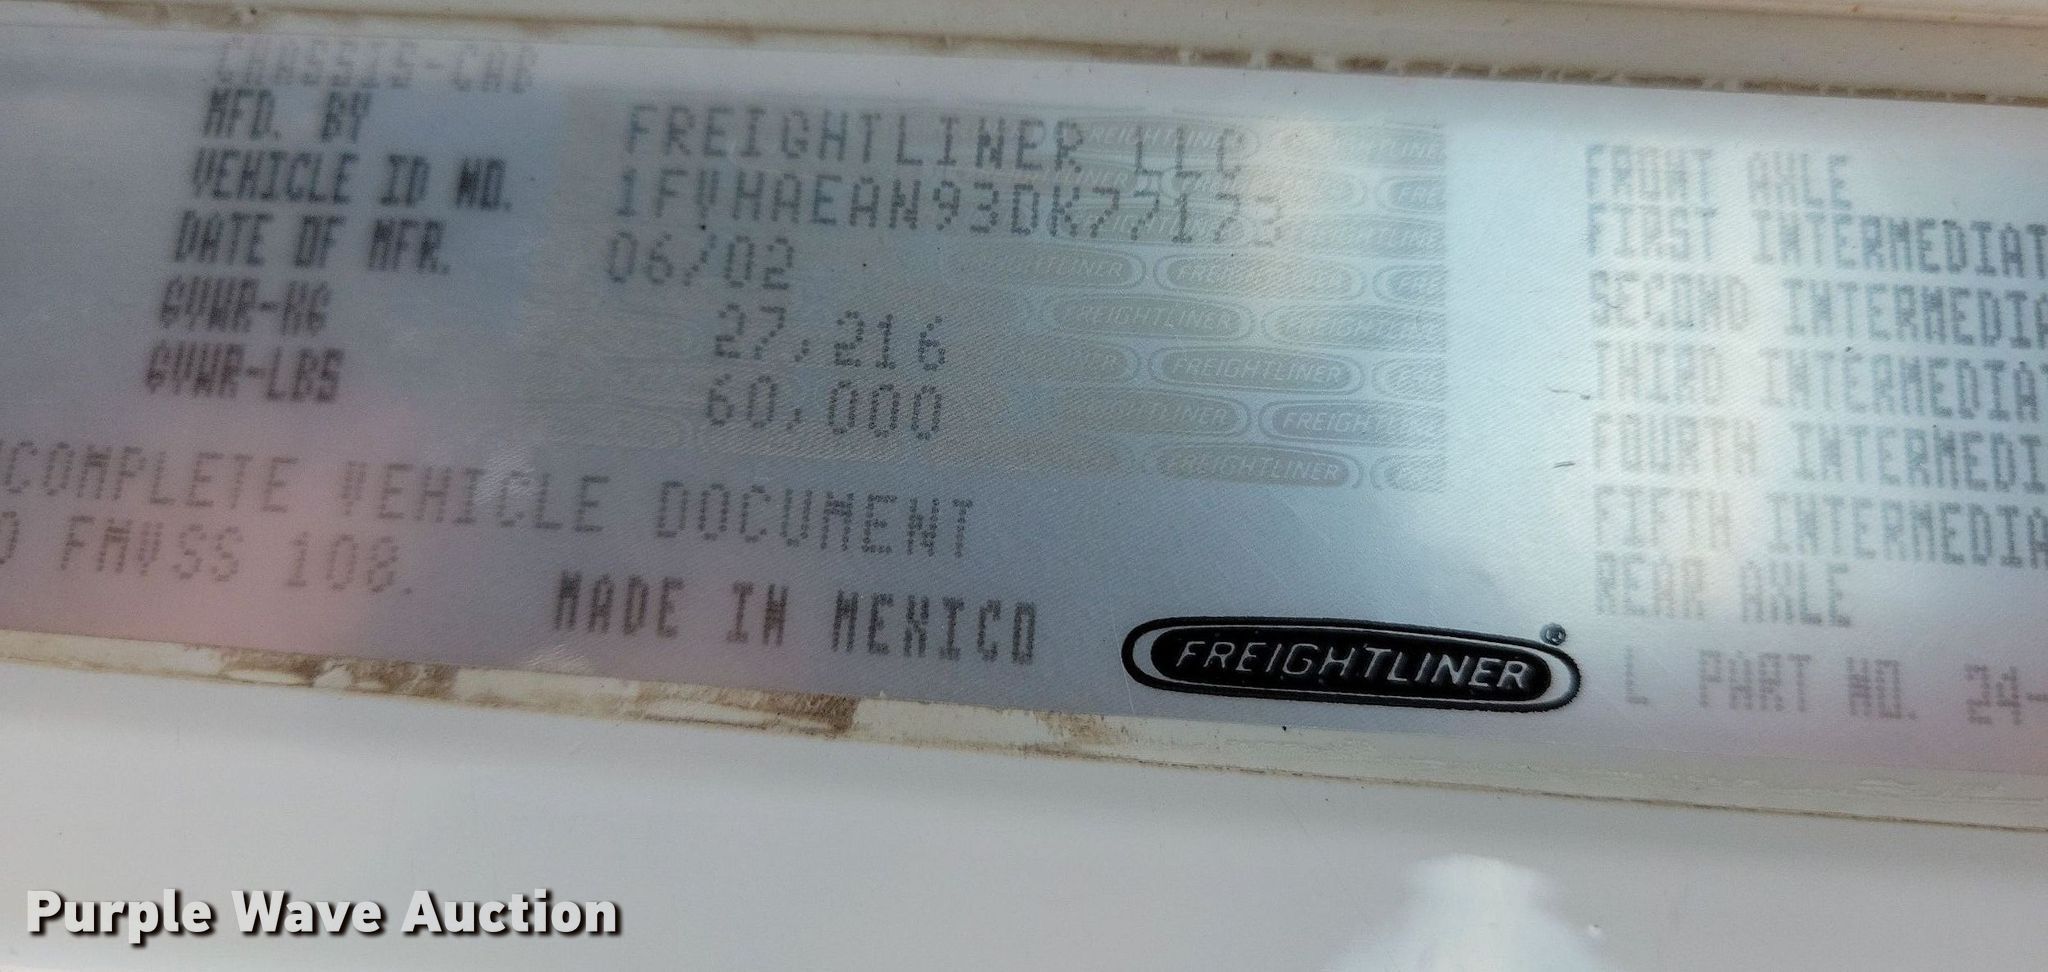 CHASSIS-CAB
MFD. BY FREIGHTLINER LLC
VEHICLE ID NO. 1FVHAEAN93DK77173
DATE OF MFR. 06/02
GVWR-KG 27,216
GVWR-LBS 60,000
NCOMPLETE VEHICLE DOCUMENT
O FMVSS 108.
MADE IN MEXICO
FREIGHTLINER®
FRONT AXLE
FIRST INTERMEDIAT
SECOND INTERMEDIA
THIRD INTERMEDIAT
FOURTH INTERMEDI
FIFTH INTERMEDIA
REAR AXLE
L PART NO. 24-
Purple Wave Auction